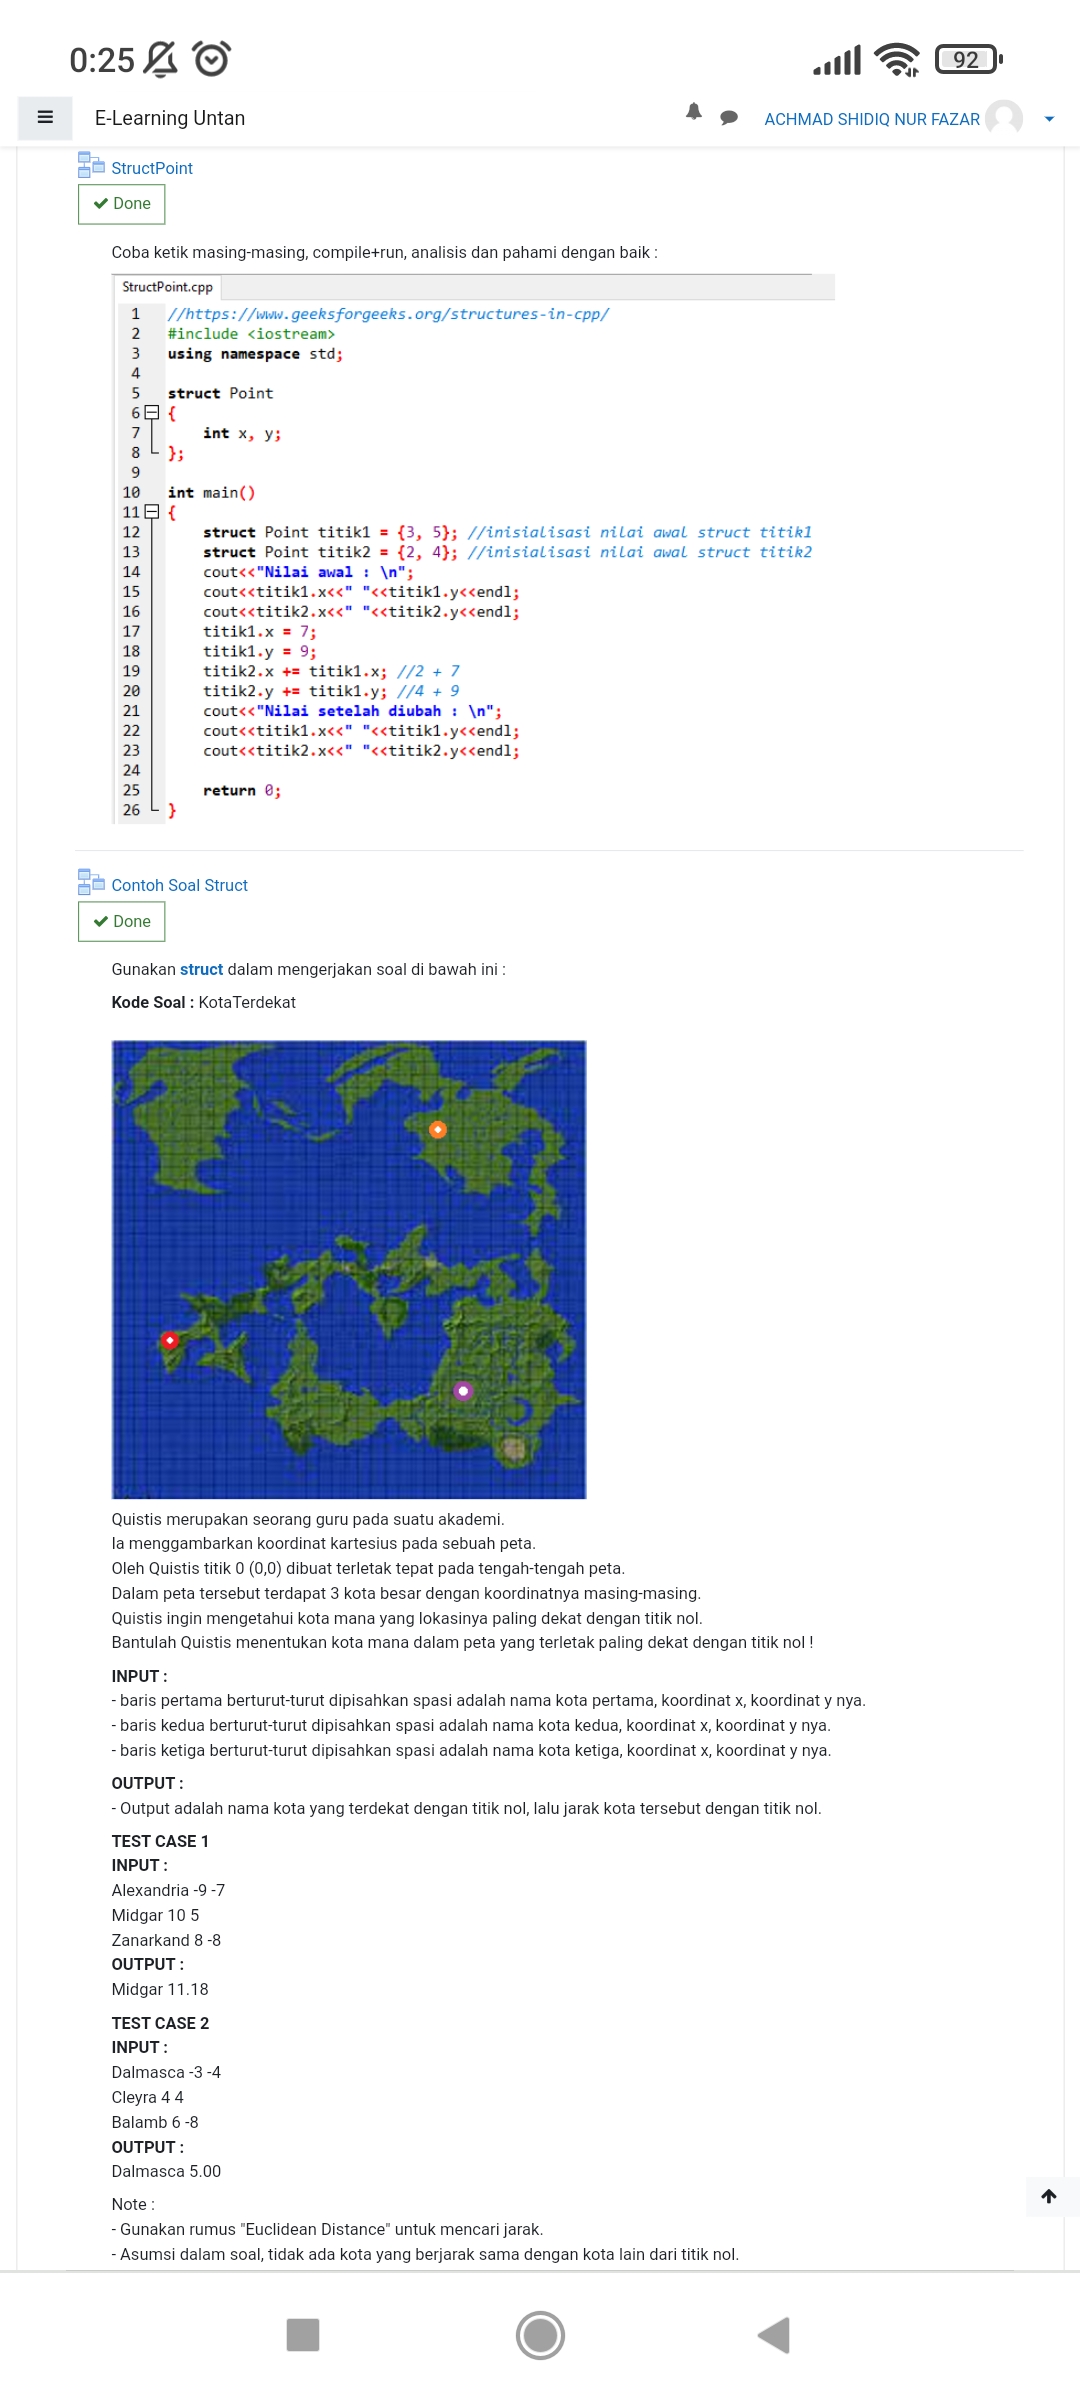 0:25
92
E-Learning Untan
ACHMAD SHIDIQ NUR FAZAR
StructPoint
Done
Coba ketik masing-masing, compile+run, analisis dan pahami dengan baik :
StructPoint.cpp
1 //https://www.geeksforgeeks.org/structures-in-cpp/
2 #include <iostream>
3 using namespace std;
4
5 struct Point
6 {
7 int x, y;
8 };
9
10 int main()
11 {
12 struct Point titik1 = {3, 5}; //inisialisasi nilai awal struct titik1
13 struct Point titik2 = {2, 4}; //inisialisasi nilai awal struct titik2
14 cout<<"Nilai awal : \n";
15 cout<<titik1.x<<" "<<titik1.y<<endl;
16 cout<<titik2.x<<" "<<titik2.y<<endl;
17 titik1.x = 7;
18 titik1.y = 9;
19 titik2.x += titik1.x; //2 + 7
20 titik2.y += titik1.y; //4 + 9
21 cout<<"Nilai setelah diubah : \n";
22 cout<<titik1.x<<" "<<titik1.y<<endl;
23 cout<<titik2.x<<" "<<titik2.y<<endl;
24
25 return 0;
26 }
Contoh Soal Struct
Done
Gunakan struct dalam mengerjakan soal di bawah ini :
Kode Soal : KotaTerdekat
Quistis merupakan seorang guru pada suatu akademi.
Ia menggambarkan koordinat kartesius pada sebuah peta.
Oleh Quistis titik 0 (0,0) dibuat terletak tepat pada tengah-tengah peta.
Dalam peta tersebut terdapat 3 kota besar dengan koordinatnya masing-masing.
Quistis ingin mengetahui kota mana yang lokasinya paling dekat dengan titik nol.
Bantulah Quistis menentukan kota mana dalam peta yang terletak paling dekat dengan titik nol !
INPUT :
- baris pertama berturut-turut dipisahkan spasi adalah nama kota pertama, koordinat x, koordinat y nya.
- baris kedua berturut-turut dipisahkan spasi adalah nama kota kedua, koordinat x, koordinat y nya.
- baris ketiga berturut-turut dipisahkan spasi adalah nama kota ketiga, koordinat x, koordinat y nya.
OUTPUT :
- Output adalah nama kota yang terdekat dengan titik nol, lalu jarak kota tersebut dengan titik nol.
TEST CASE 1
INPUT :
Alexandria -9 -7
Midgar 10 5
Zanarkand 8 -8
OUTPUT :
Midgar 11.18
TEST CASE 2
INPUT :
Dalmasca -3 -4
Cleyra 4 4
Balamb 6 -8
OUTPUT :
Dalmasca 5.00
Note :
- Gunakan rumus "Euclidean Distance" untuk mencari jarak.
- Asumsi dalam soal, tidak ada kota yang berjarak sama dengan kota lain dari titik nol.